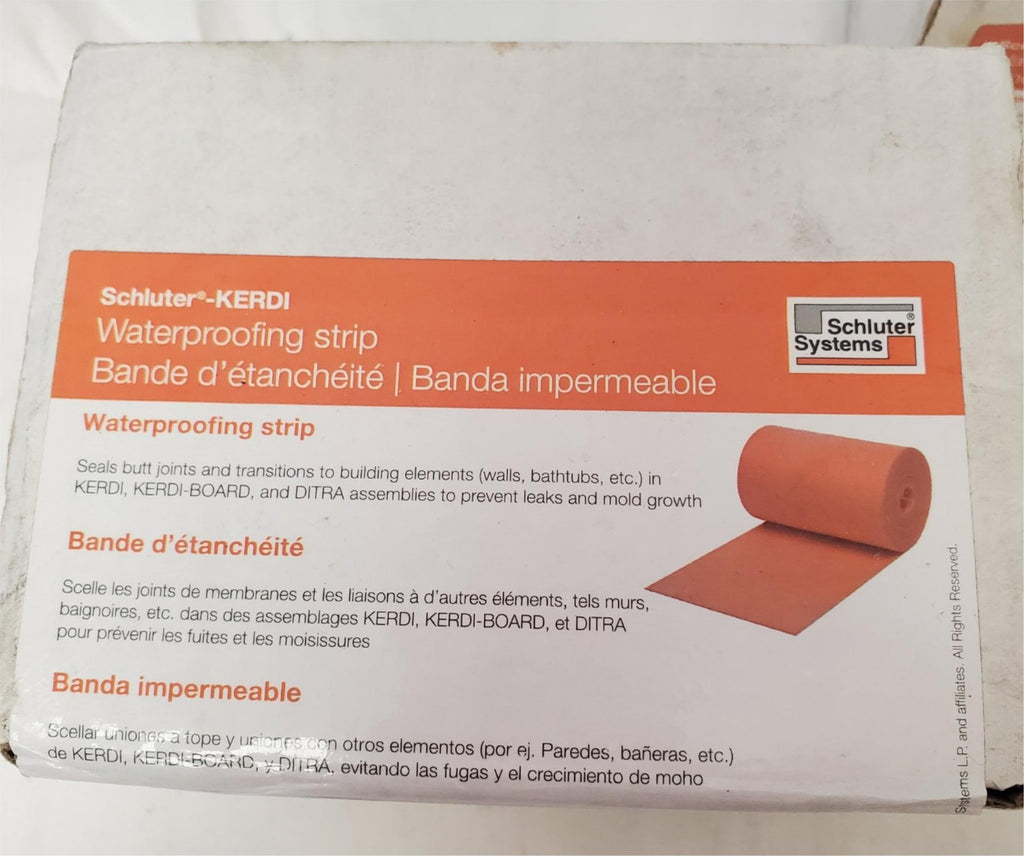 Schluter®-KERDI
Waterproofing strip
Bande d'étanchéité | Banda impermeable
Schluter®
Systems
Waterproofing strip
Seals butt joints and transitions to building elements (walls, bathtubs, etc.) in
KERDI, KERDI-BOARD, and DITRA assemblies to prevent leaks and mold growth
Bande d'étanchéité
Scelle les joints de membranes et les liaisons à d'autres éléments, tels murs,
baignoires, etc. dans des assemblages KERDI, KERDI-BOARD, et DITRA
pour prévenir les fuites et les moisissures
Banda impermeable
Scellar uniones a tope y uniones con otros elementos (por ej. Paredes, bañeras, etc.)
de KERDI, KERDI-BOARD, y DITRA, evitando las fugas y el crecimiento de moho
Systems L.P. and affiliates. All Rights Reserved.